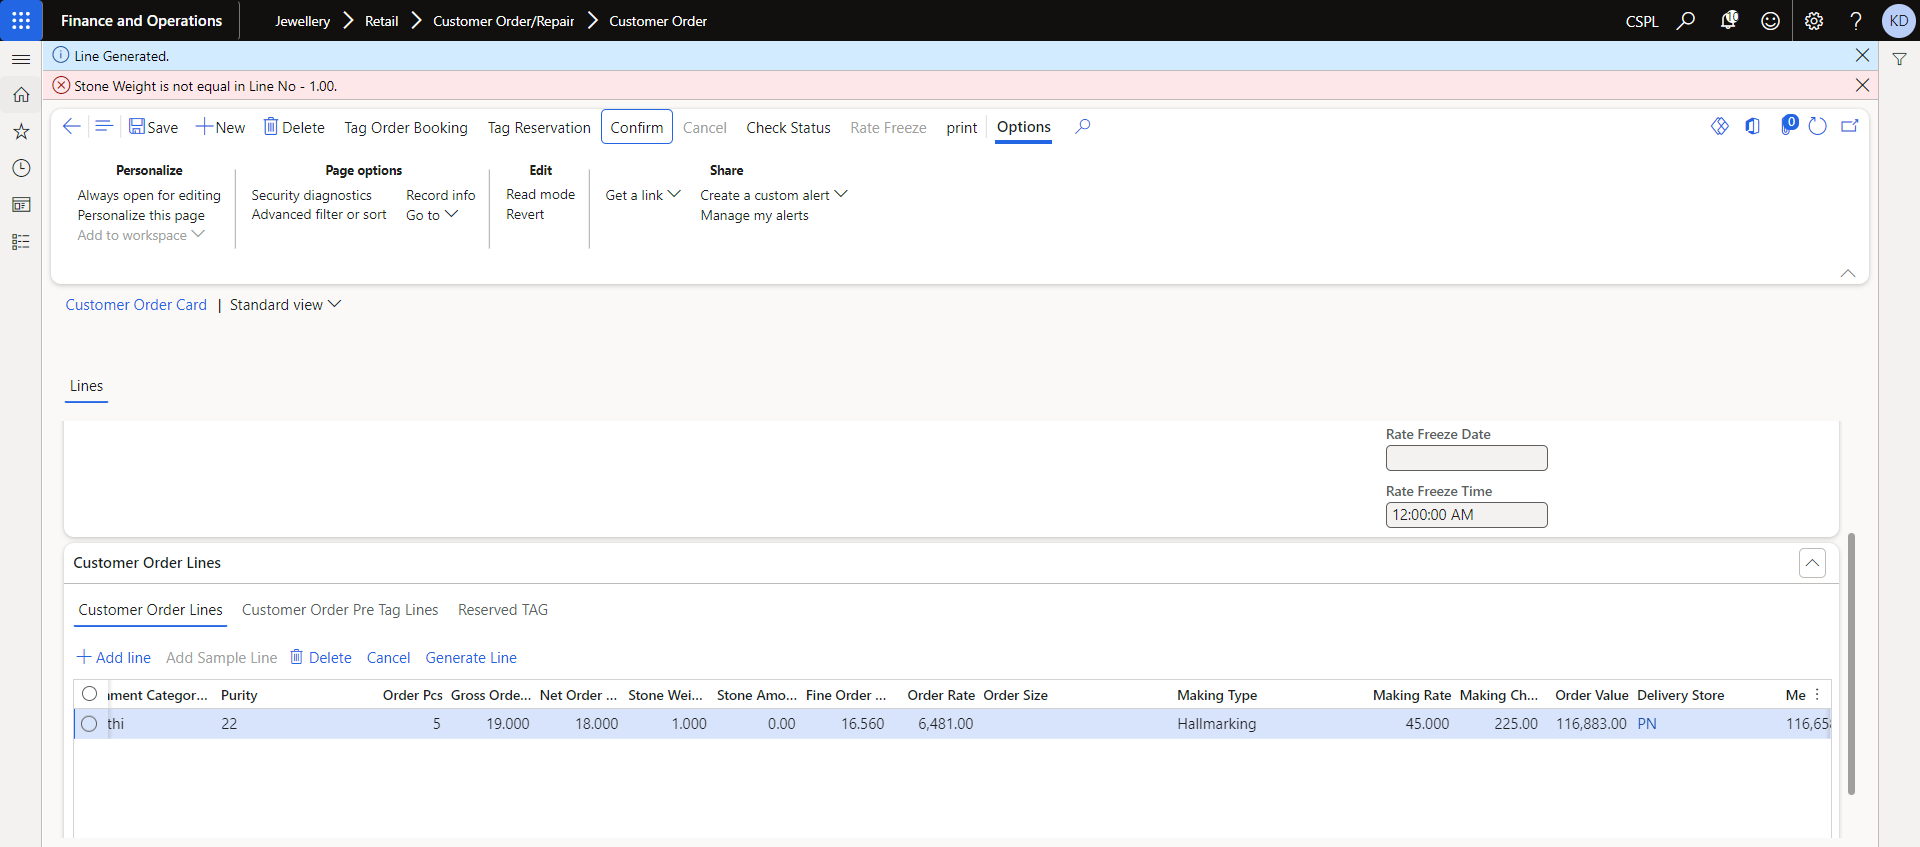 Finance and Operations Jewellery Retail Customer Order/Repair Customer Order CSPL 10 KD
Line Generated.
Stone Weight is not equal in Line No - 1.00.
Save New Delete Tag Order Booking Tag Reservation Confirm Cancel Check Status Rate Freeze print Options 0
Personalize Page options Edit Share
Always open for editing Security diagnostics Record info Read mode Get a link Create a custom alert
Personalize this page Advanced filter or sort Go to Revert Manage my alerts
Add to workspace
Customer Order Card | Standard view
Lines
Rate Freeze Date
Rate Freeze Time
12:00:00 AM
Customer Order Lines
Customer Order Lines Customer Order Pre Tag Lines Reserved TAG
Add line Add Sample Line Delete Cancel Generate Line
ment Categor... Purity Order Pcs Gross Orde... Net Order ... Stone Wei... Stone Amo... Fine Order ... Order Rate Order Size Making Type Making Rate Making Ch... Order Value Delivery Store Me
thi 22 5 19.000 18.000 1.000 0.00 16.560 6,481.00 Hallmarking 45.000 225.00 116,883.00 PN 116,65